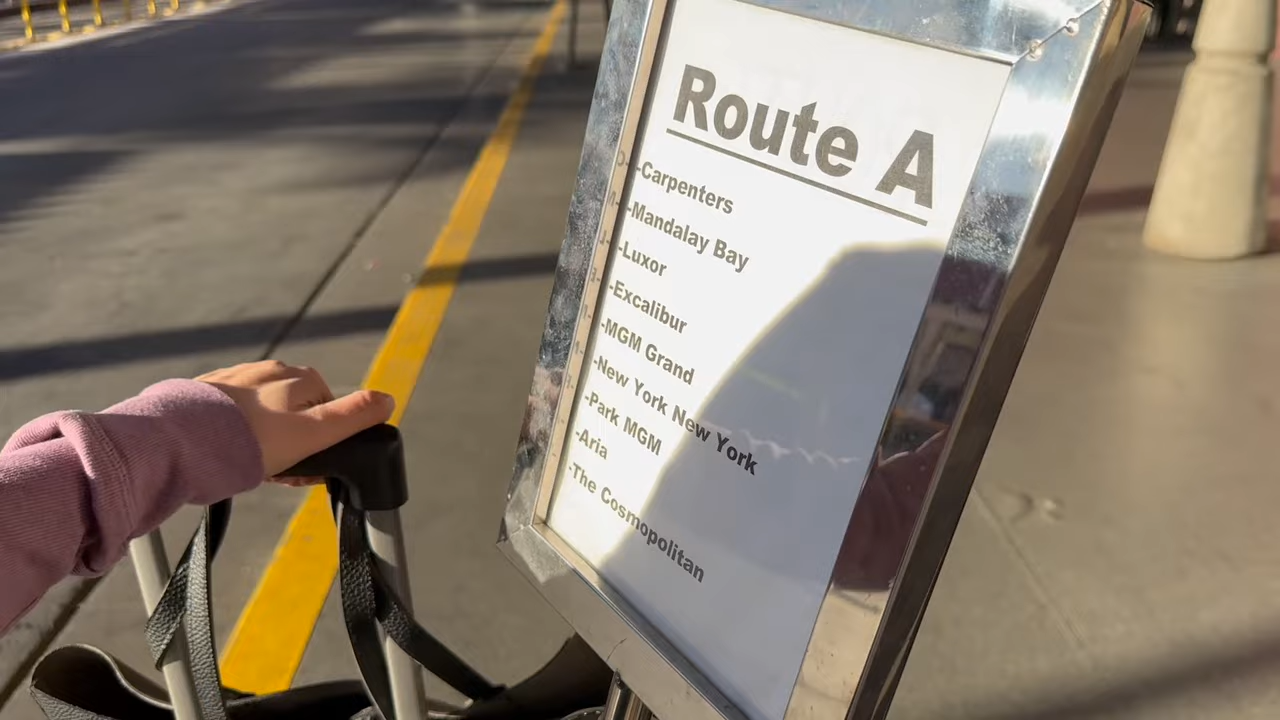 Route A
-Carpenters
-Mandalay Bay
-Luxor
-Excalibur
-MGM Grand
-New York New York
-Park MGM
-Aria
-The Cosmopolitan